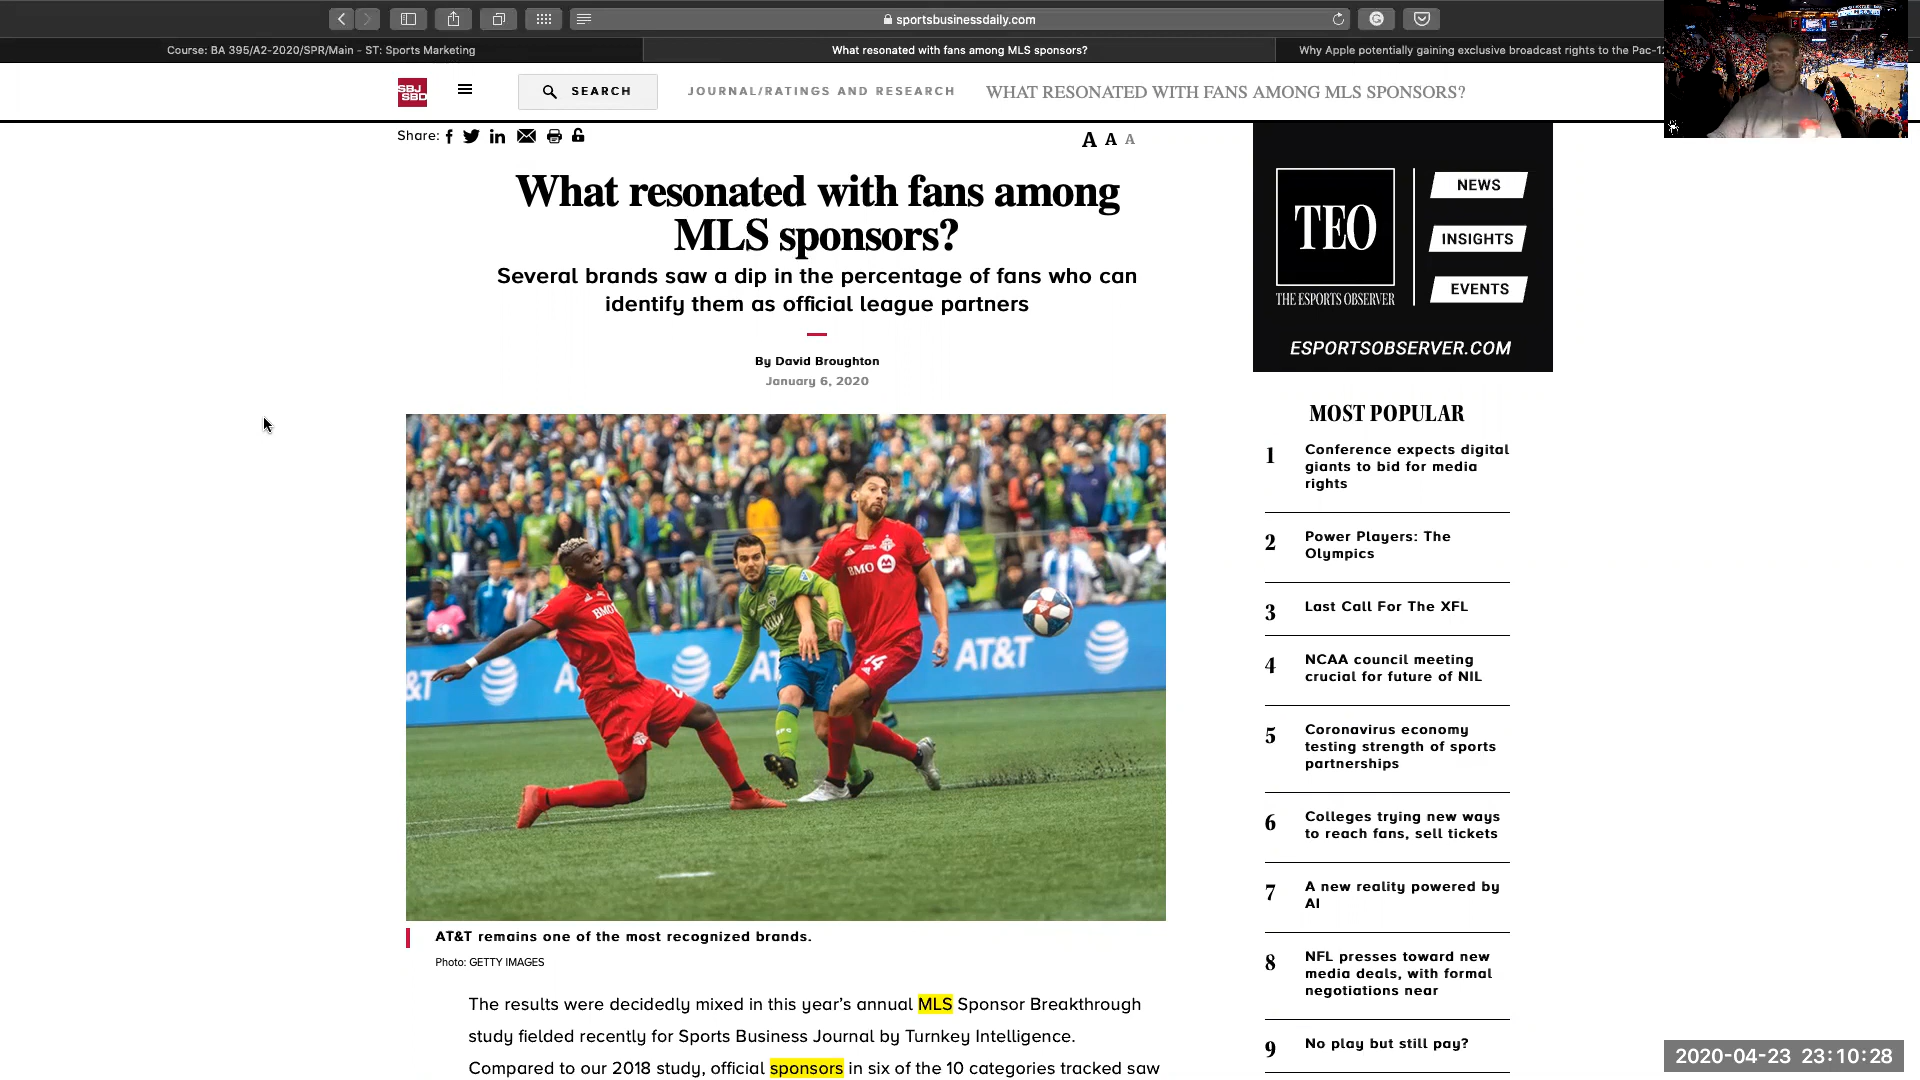 sportsbusinessdaily.com
Course: BA 395/A2-2020/SPR/Main - ST: Sports Marketing
What resonated with fans among MLS sponsors?
Why Apple potentially gaining exclusive broadcast rights to the Pac-12
SBJ
SBD
SEARCH
JOURNAL/RATINGS AND RESEARCH
WHAT RESONATED WITH FANS AMONG MLS SPONSORS?
Share:
A A A
What resonated with fans among
MLS sponsors?
Several brands saw a dip in the percentage of fans who can
identify them as official league partners
By David Broughton
January 6, 2020
BMO
BMO
14
&T
AT&T
AT&T remains one of the most recognized brands.
Photo: GETTY IMAGES
The results were decidedly mixed in this year's annual MLS Sponsor Breakthrough
study fielded recently for Sports Business Journal by Turnkey Intelligence.
Compared to our 2018 study, official sponsors in six of the 10 categories tracked saw
TEO
THE ESPORTS OBSERVER
NEWS
INSIGHTS
EVENTS
ESPORTSOBSERVER.COM
MOST POPULAR
1 Conference expects digital
giants to bid for media
rights
2 Power Players: The
Olympics
3 Last Call For The XFL
4 NCAA council meeting
crucial for future of NIL
5 Coronavirus economy
testing strength of sports
partnerships
6 Colleges trying new ways
to reach fans, sell tickets
7 A new reality powered by
AI
8 NFL presses toward new
media deals, with formal
negotiations near
9 No play but still pay?
2020-04-23 23:10:28